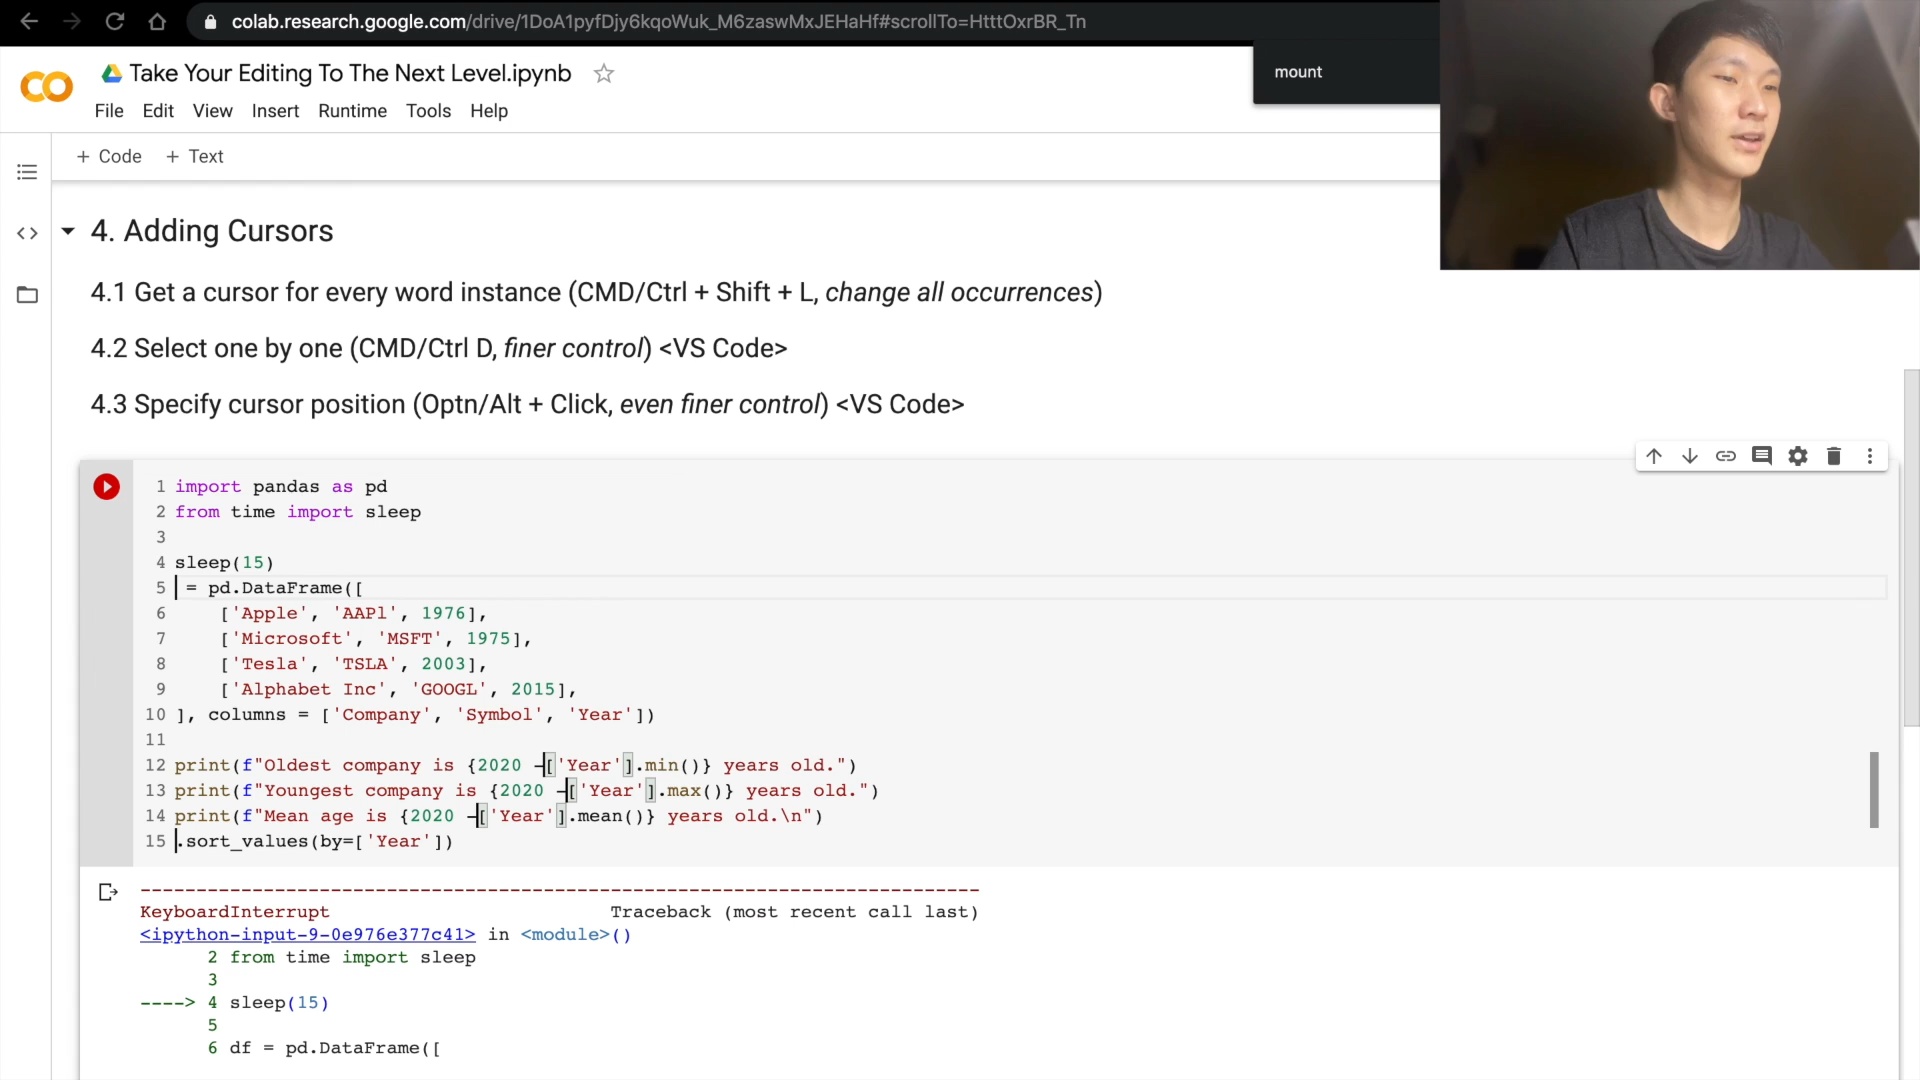 colab.research.google.com/drive/1DoA1pyfDjy6kqoWuk_M6zaswMxJEHaHf#scrollTo=HtttOxrBR_Tn
Take Your Editing To The Next Level.ipynb
mount
File Edit View Insert Runtime Tools Help
+ Code + Text
4. Adding Cursors
4.1 Get a cursor for every word instance (CMD/Ctrl + Shift + L, change all occurrences)
4.2 Select one by one (CMD/Ctrl D, finer control) <VS Code>
4.3 Specify cursor position (Optn/Alt + Click, even finer control) <VS Code>
1 import pandas as pd
2 from time import sleep
3
4 sleep(15)
5 = pd.DataFrame([
6 ['Apple', 'AAPl', 1976],
7 ['Microsoft', 'MSFT', 1975],
8 ['Tesla', 'TSLA', 2003],
9 ['Alphabet Inc', 'GOOGL', 2015],
10 ], columns = ['Company', 'Symbol', 'Year'])
11
12 print(f"Oldest company is {2020 -['Year'].min()} years old.")
13 print(f"Youngest company is {2020 -['Year'].max()} years old.")
14 print(f"Mean age is {2020 -['Year'].mean()} years old.\n")
15 .sort_values(by=['Year'])
---------------------------------------------------------------------------
KeyboardInterrupt Traceback (most recent call last)
<ipython-input-9-0e976e377c41> in <module>()
2 from time import sleep
3
----> 4 sleep(15)
5
6 df = pd.DataFrame([